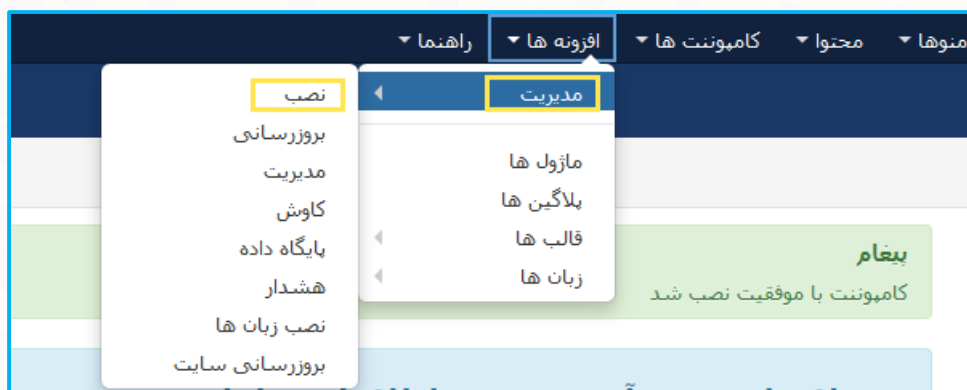 منوها
محتوا
کامپوننت ها
افزونه ها
راهنما
مدیریت
ماژول ها
پلاگین ها
قالب ها
زبان ها
نصب
بروزرسانی
مدیریت
کاوش
پایگاه داده
هشدار
نصب زبان ها
بروزرسانی سایت
پیغام
کامپوننت با موفقیت نصب شد